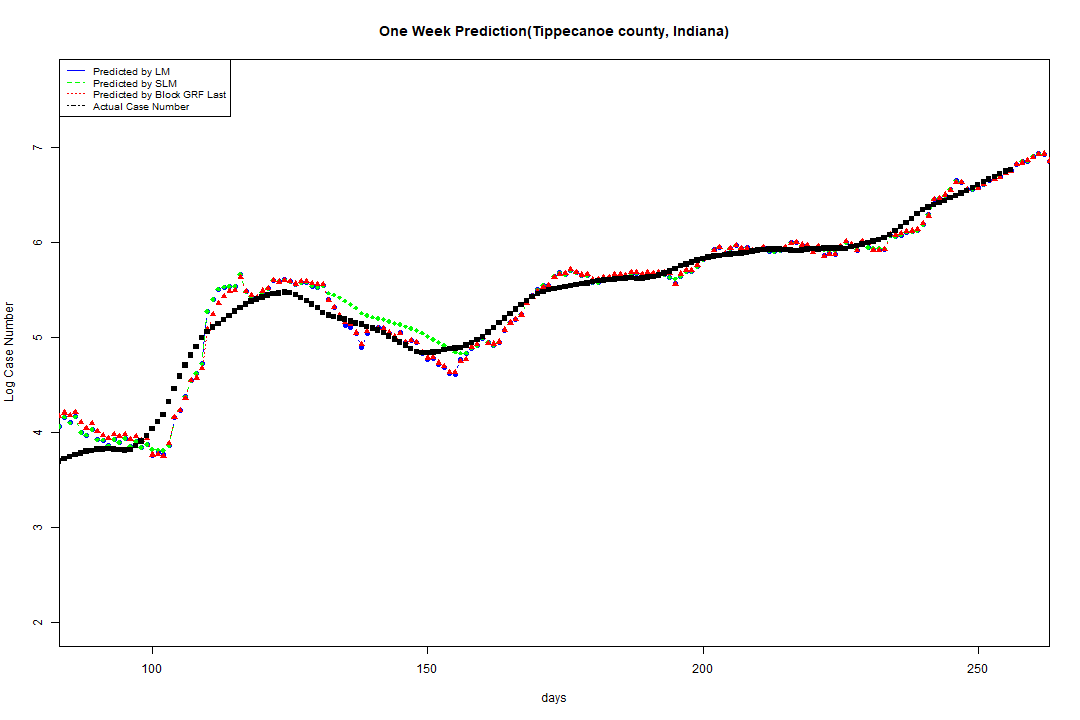 One Week Prediction(Tippecanoe county, Indiana)
Predicted by LM
Predicted by SLM
Predicted by Block GRF Last
Actual Case Number
Log Case Number
7
6
5
4
3
2
100
150
200
250
days